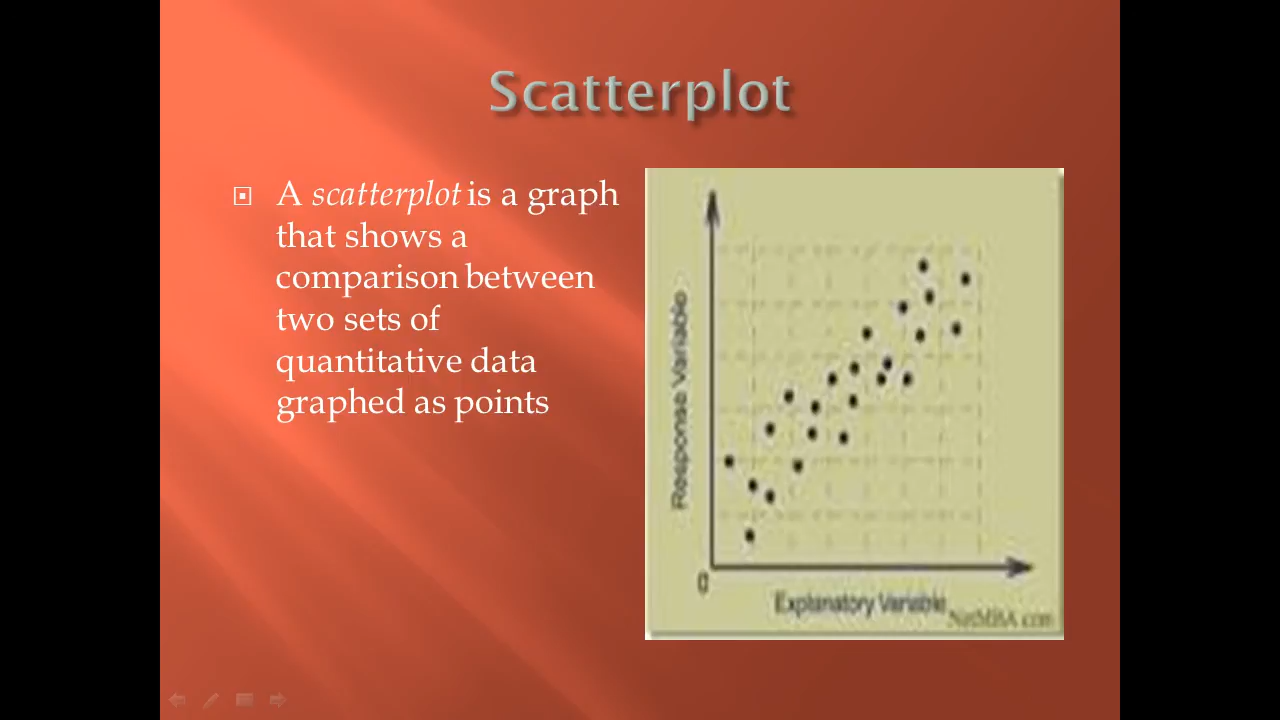 Scatterplot
A scatterplot is a graph
that shows a
comparison between
two sets of
quantitative data
graphed as points
Response Variable
0
Explanatory Variable
NetMBA.com